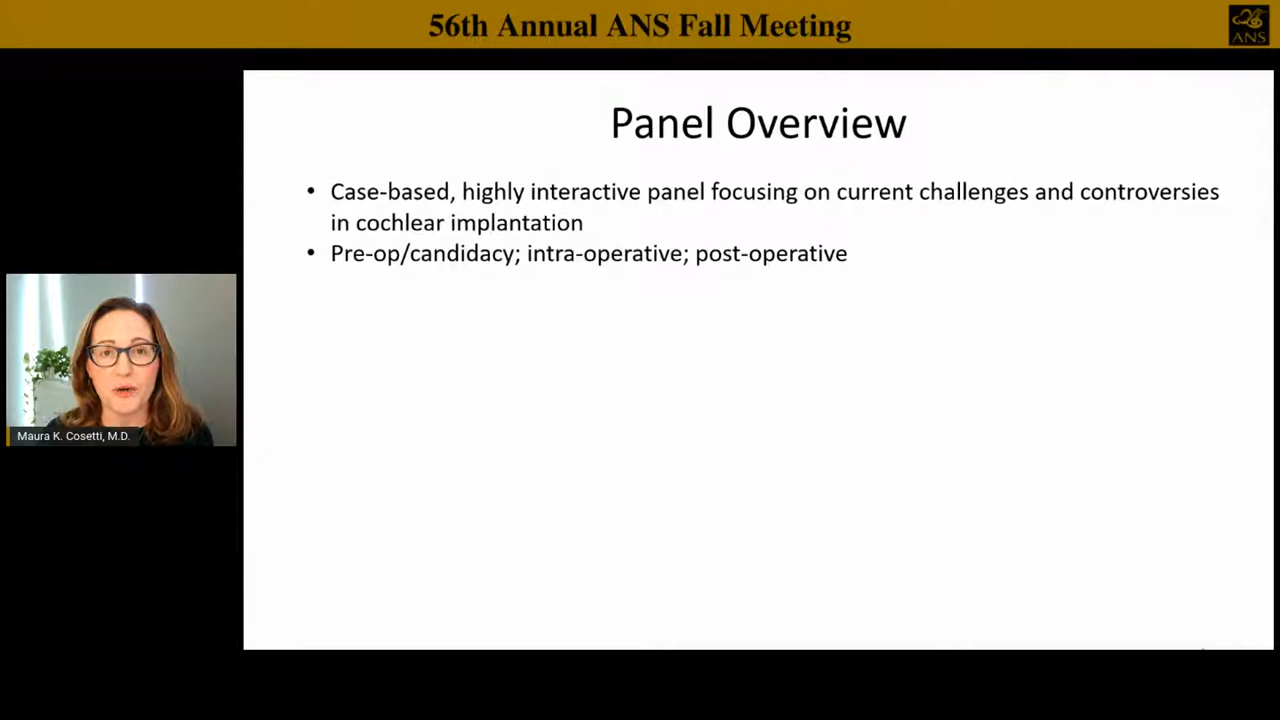 56th Annual ANS Fall Meeting
ANS
Panel Overview
• Case-based, highly interactive panel focusing on current challenges and controversies
in cochlear implantation
• Pre-op/candidacy; intra-operative; post-operative
Maura K. Cosetti, M.D.